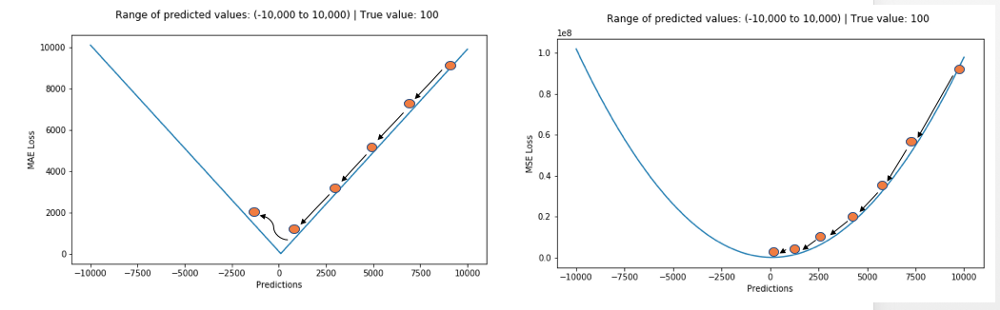 Range of predicted values: (-10,000 to 10,000) | True value: 100
MAE Loss
10000
8000
6000
4000
2000
0
−10000 −7500 −5000 −2500 0 2500 5000 7500 10000
Predictions
Range of predicted values: (-10,000 to 10,000) | True value: 100
1e8
MSE Loss
1.0
0.8
0.6
0.4
0.2
0.0
−10000 −7500 −5000 −2500 0 2500 5000 7500 10000
Predictions